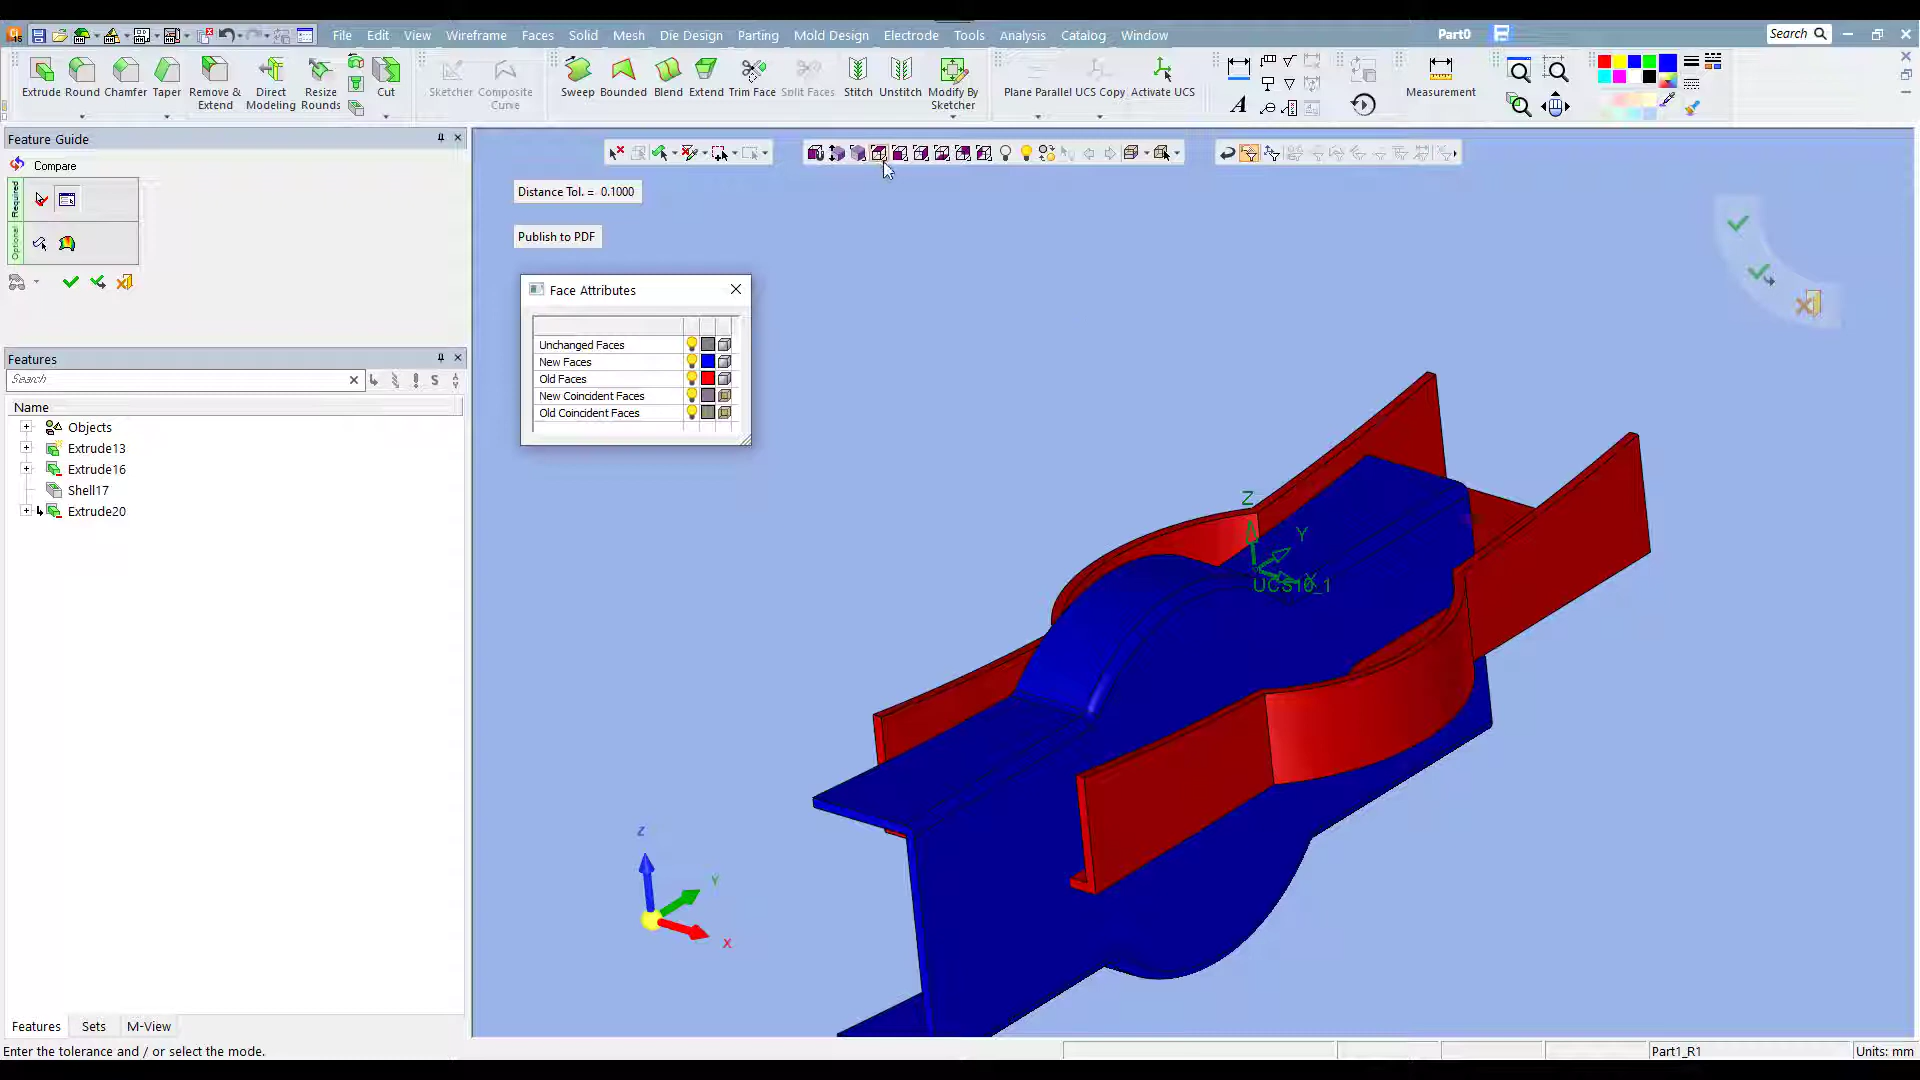 File Edit View Wireframe Faces Solid Mesh Die Design Parting Mold Design Electrode Tools Analysis Catalog Window Part0 Search
Extrude Round Chamfer Taper Remove & Extend Direct Modeling Resize Rounds Cut Sketcher Composite Curve Sweep Bounded Blend Extend Trim Face Split Faces Stitch Unstitch Modify By Sketcher Plane Parallel UCS Copy Activate UCS A Measurement
Feature Guide
Compare
Required
Optional
Distance Tol. = 0.1000
Publish to PDF
Face Attributes
Unchanged Faces
New Faces
Old Faces
New Coincident Faces
Old Coincident Faces
Features
Search
S
Name
Objects
Extrude13
Extrude16
Shell17
Extrude20
Z
Y
X
UCS16_1
Z
Y
X
Features Sets M-View
Enter the tolerance and / or select the mode.
Part1_R1
Units: mm